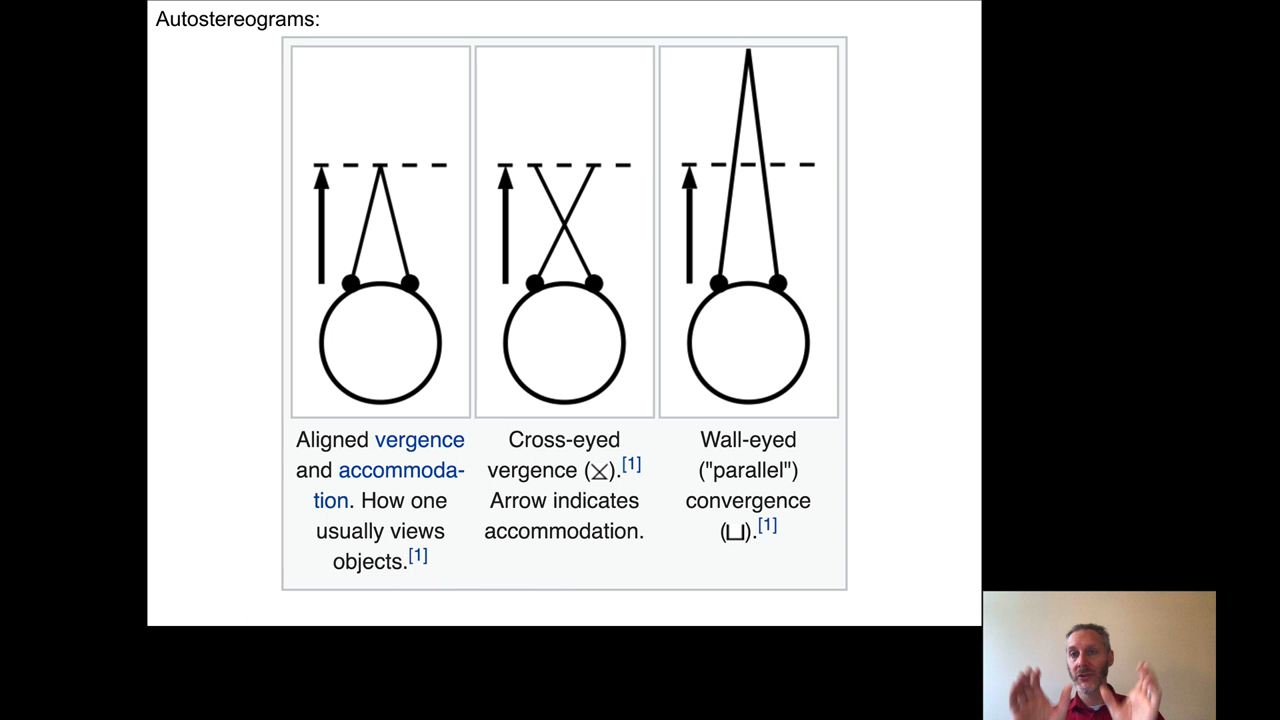 Autostereograms:
Aligned vergence
and accommoda-
tion. How one
usually views
objects.[1]
Cross-eyed
vergence (⪥).[1]
Arrow indicates
accommodation.
Wall-eyed
("parallel")
convergence
(⊔).[1]